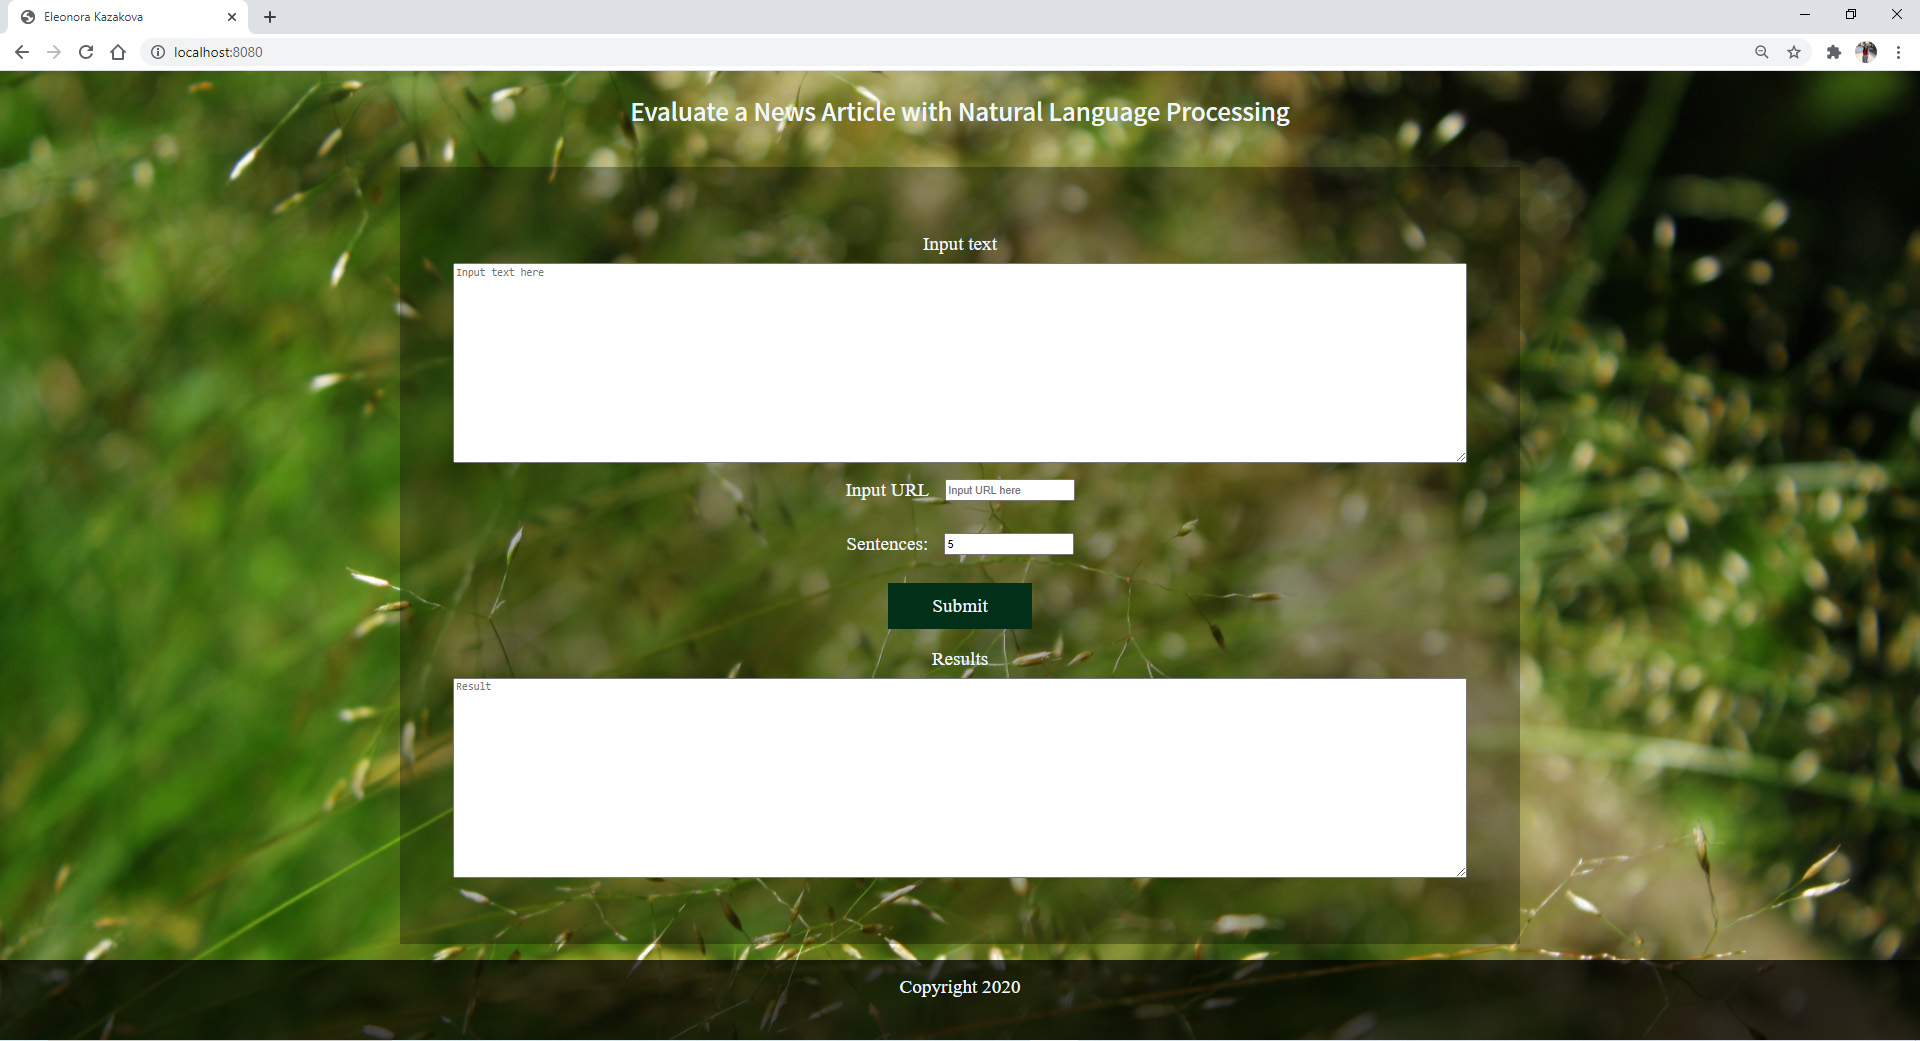 Eleonora Kazakova
localhost:8080
Evaluate a News Article with Natural Language Processing
Input text
Input text here
Input URL
Input URL here
Sentences:
5
Submit
Results
Result
Copyright 2020